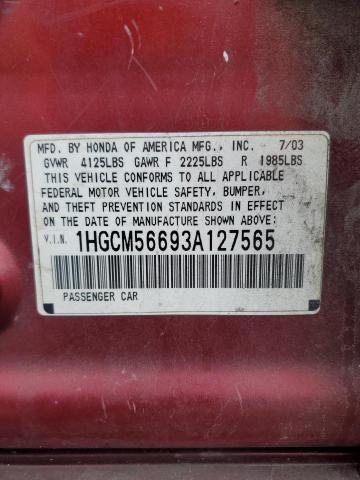 MFD. BY HONDA OF AMERICA MFG., INC. 7/03
GVWR 4125LBS GAWR F 2225LBS R 1985LBS
THIS VEHICLE CONFORMS TO ALL APPLICABLE
FEDERAL MOTOR VEHICLE SAFETY, BUMPER,
AND THEFT PREVENTION STANDARDS IN EFFECT
ON THE DATE OF MANUFACTURE SHOWN ABOVE.
V.I.N. 1HGCM56693A127565
PASSENGER CAR